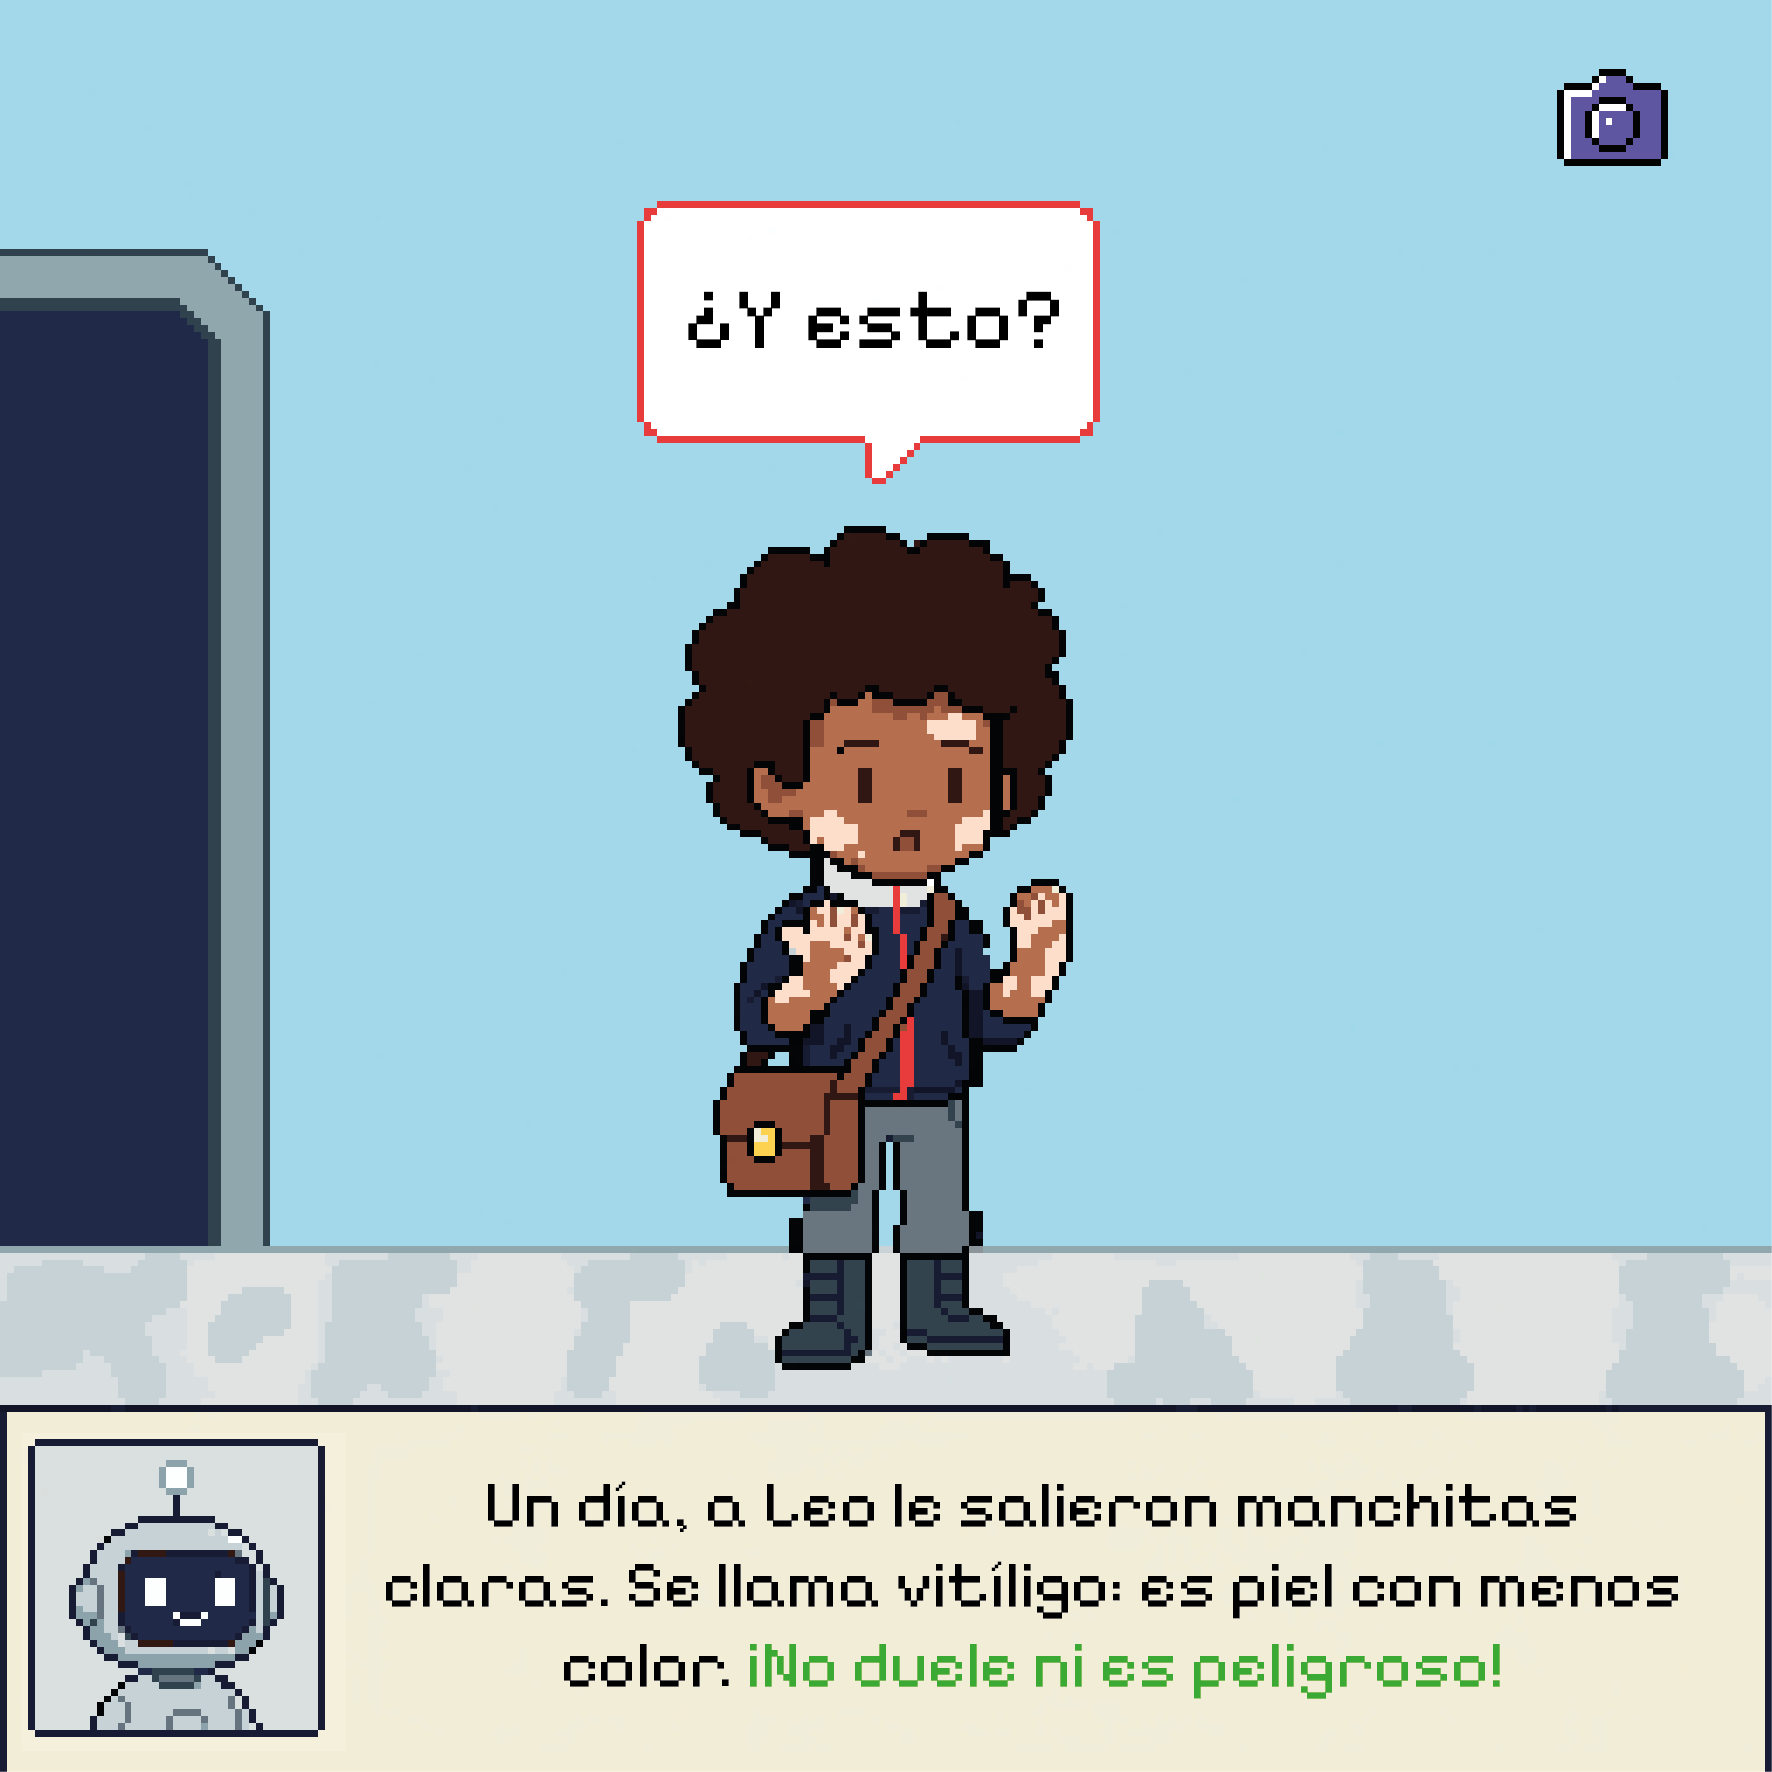 ¿Y esto?
Un día, a Leo le salieron manchitas
claras. Se llama vitíligo: es piel con menos
color. ¡No duele ni es peligroso!